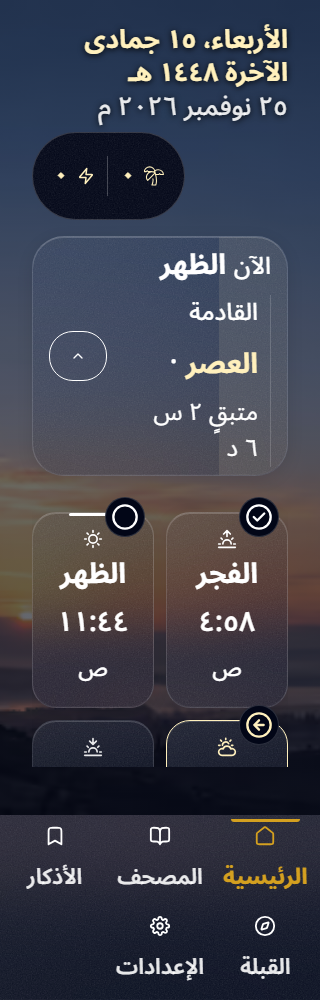 الأربعاء، ١٥ جمادى
الآخرة ١٤٤٨ هـ
٢٥ نوفمبر ٢٠٢٦ م
الآن الظهر
القادمة
العصر ·
متبقٍ ٢ س
٦ د
الفجر
٤:٥٨
ص
الظهر
١١:٤٤
ص
الرئيسية
المصحف
الأذكار
القبلة
الإعدادات